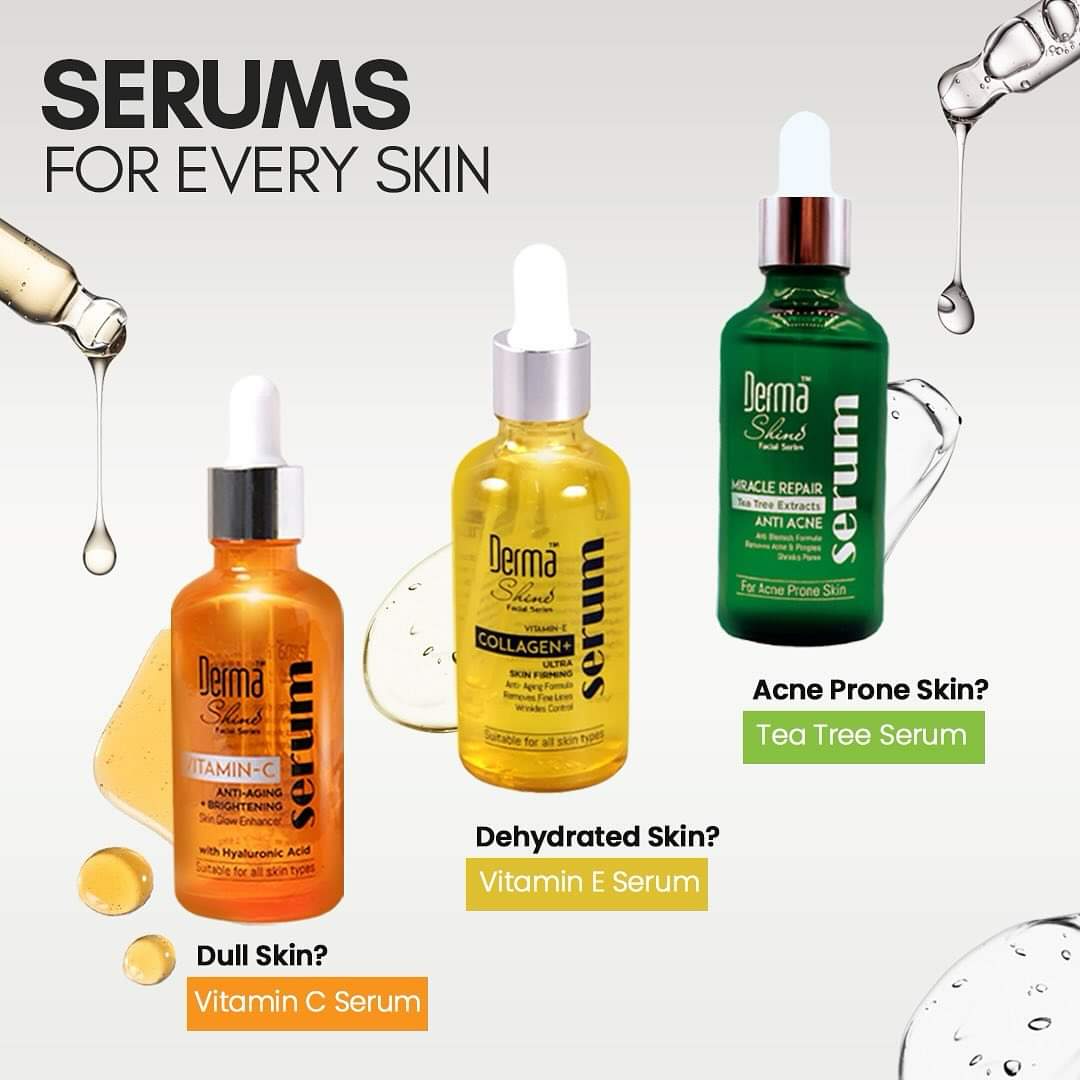 SERUMS
FOR EVERY SKIN
Derma™
Shine
Facial Series
serum
VITAMIN-C
ANTI-AGING
+ BRIGHTENING
Skin Glow Enhancer
with Hyaluronic Acid
Suitable for all skin types
Dull Skin?
Vitamin C Serum
Derma™
Shine
Facial Series
serum
VITAMIN-E
COLLAGEN+
ULTRA
SKIN FIRMING
Anti Aging Formula
Removes Fine Lines
Wrinkles Control
Suitable for all skin types
Dehydrated Skin?
Vitamin E Serum
Derma™
Shine
Facial Series
serum
MIRACLE REPAIR
Tea Tree Extracts
ANTI ACNE
Anti Blemish Formula
Removes Acne & Pimples
Shrinks Pores
For Acne Prone Skin
Acne Prone Skin?
Tea Tree Serum